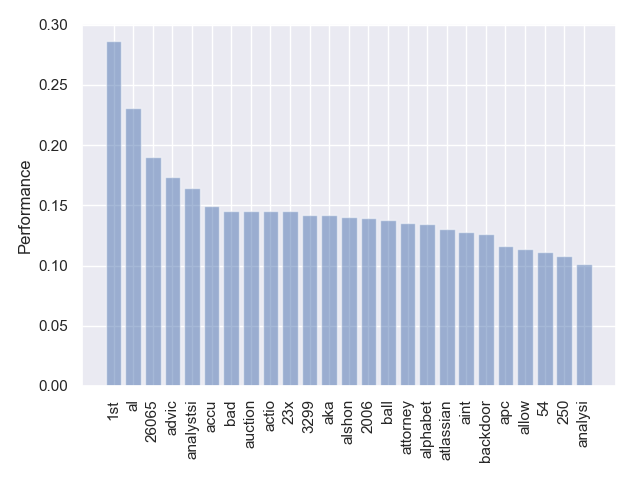 0.30
0.25
0.20
0.15
0.10
0.05
0.00
Performance
1st
al
26065
advic
analystsi
accu
bad
auction
actio
23x
3299
aka
alshon
2006
ball
attorney
alphabet
atlassian
aint
backdoor
apc
allow
54
250
analysi